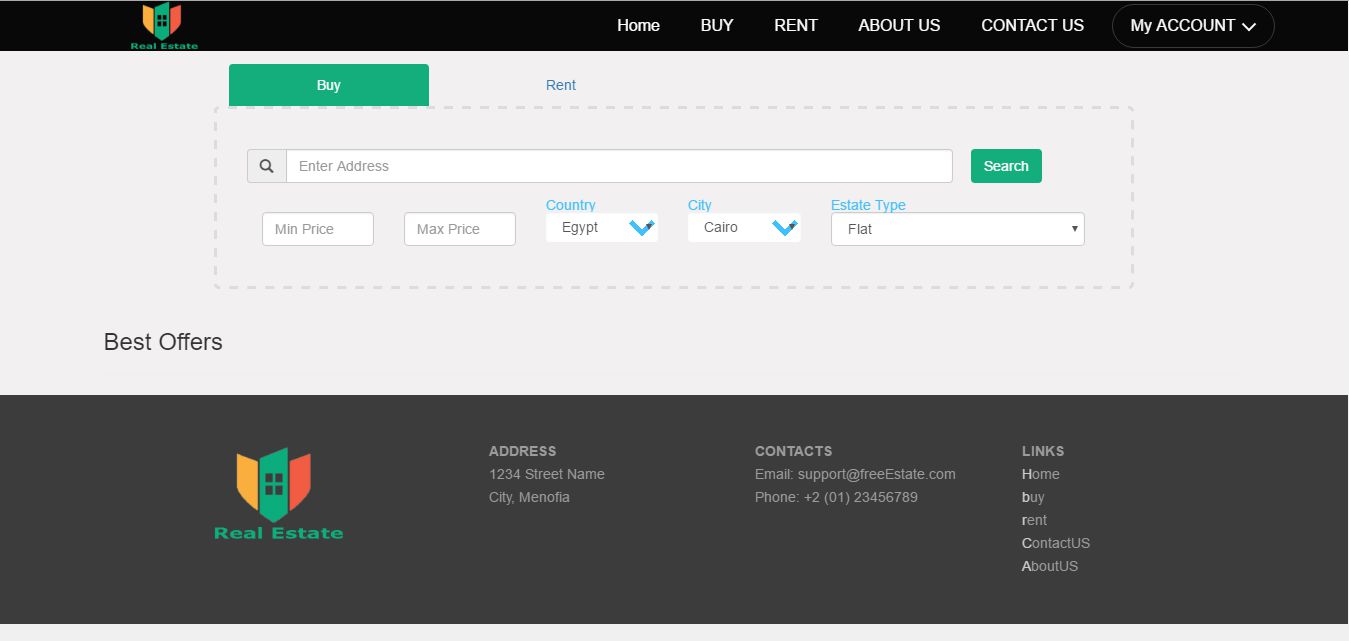 Real Estate
Home BUY RENT ABOUT US CONTACT US My ACCOUNT
Buy Rent
Enter Address Search
Country City Estate Type
Min Price Max Price Egypt Cairo Flat
Best Offers
Real Estate
ADDRESS
1234 Street Name
City, Menofia
CONTACTS
Email: support@freeEstate.com
Phone: +2 (01) 23456789
LINKS
Home
buy
rent
ContactUS
AboutUS